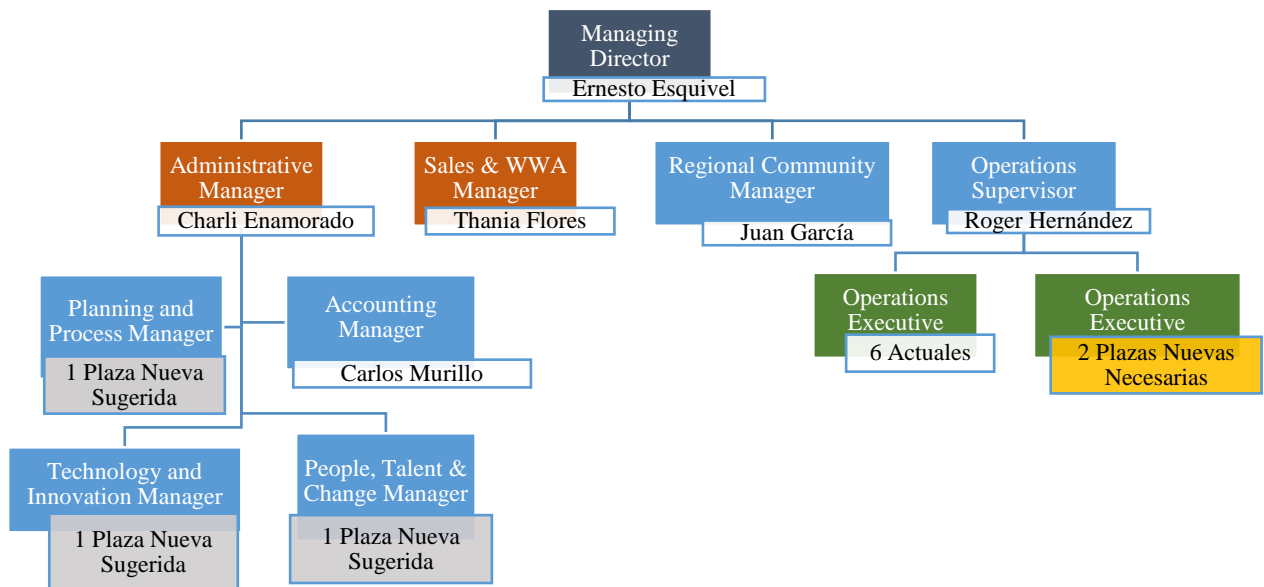 Managing
Director
Ernesto Esquivel
Administrative
Manager
Charli Enamorado
Sales & WWA
Manager
Thania Flores
Regional Community
Manager
Juan García
Operations
Supervisor
Roger Hernández
Planning and
Process Manager
1 Plaza Nueva
Sugerida
Accounting
Manager
Carlos Murillo
Operations
Executive
6 Actuales
Operations
Executive
2 Plazas Nuevas
Necesarias
Technology and
Innovation Manager
1 Plaza Nueva
Sugerida
People, Talent &
Change Manager
1 Plaza Nueva
Sugerida